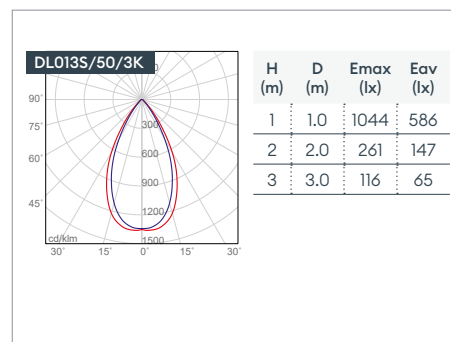 DL013S/50/3K
90°
75°
60°
45°
300
600
900
1200
1500
cd/klm
30° 15° 0° 15° 30°
H D Emax Eav
(m) (m) (lx) (lx)
1 1.0 1044 586
2 2.0 261 147
3 3.0 116 65